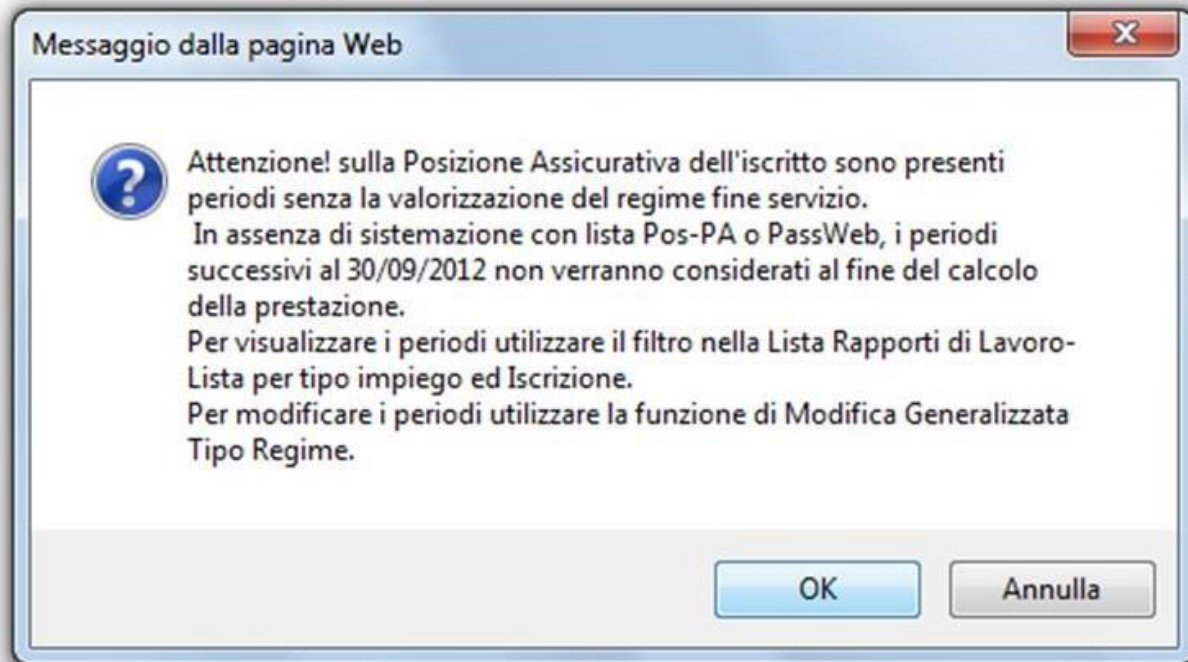 Messaggio dalla pagina Web
Attenzione! sulla Posizione Assicurativa dell'iscritto sono presenti
periodi senza la valorizzazione del regime fine servizio.
In assenza di sistemazione con lista Pos-PA o PassWeb, i periodi
successivi al 30/09/2012 non verranno considerati al fine del calcolo
della prestazione.
Per visualizzare i periodi utilizzare il filtro nella Lista Rapporti di Lavoro-
Lista per tipo impiego ed Iscrizione.
Per modificare i periodi utilizzare la funzione di Modifica Generalizzata
Tipo Regime.
OK
Annulla